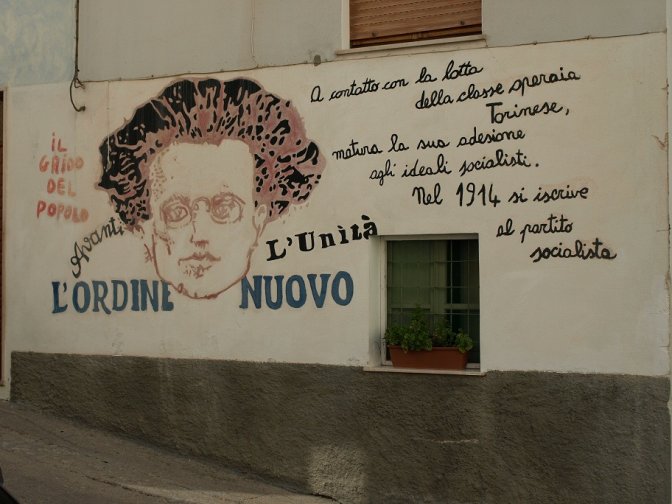 IL
GRIDO
DEL
POPOLO
Avanti
L'Unità
L'ORDINE NUOVO
A contatto con la lotta
della classe operaia
Torinese,
matura la sua adesione
agli ideali socialisti.
Nel 1914 si iscrive
al partito
socialista